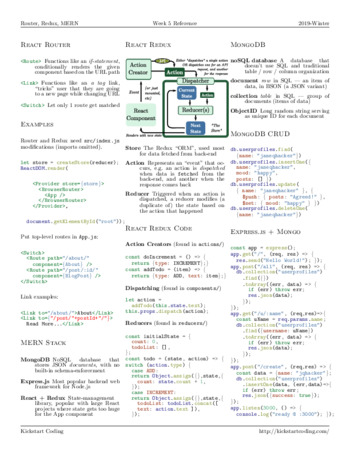 Router, Redux, MERN
Week 5 Reference
2019-Winter
React Router
<Route> Functions like an if-statement,
conditionally renders the given
component based on the URL path
<Link> Functions like an a tag link,
"tricks" user that they are going
to a new page while changing URL
<Switch> Let only 1 route get matched
Examples
Router and Redux need src/index.js
modifications (imports omitted).
let store = createStore(reducer);
ReactDOM.render(
<Provider store={store}>
<BrowserRouter>
<App />
</BrowserRouter>
</Provider>,
document.getElementById("root"));
Put top-level routes in App.js:
<Switch>
<Route path="/about/"
component={About} />
<Route path="/post/:id/"
component={BlogPost} />
</Switch>
Link examples:
<Link to="/about/">About</Link>
<Link to={"/post/"+postId+"/"}>
Read More...</Link>
MERN Stack
MongoDB NoSQL database that
stores JSON documents, with no
built-in schema-enforcement
Express.js Most popular backend web
framework for Node.js
React + Redux State-management
library, popular with large React
projects where state gets too large
for the App component
React Redux
Action
Creators
Dispatcher
Action
Event
(or fetch
mounted,
etc)
Current
State
Action
React
Component
Reducer(s)
Next
State
"The
Store"
Rerenders with new state
Either "dispatcher" a single action
OR dispatches one for an API
request, and another
for the response
Store The Redux "ORM", used most
for data fetched from back-end
Action Represents an "event" that oc-
curs, e.g. an action is dispatched
when data is fetched from the
back-end, and another when the
response comes back
Reducer Triggered when an action is
dispatched, a reducer modifies (a
duplicate of) the state based on
the action that happened
React Redux Code
Action Creators (found in actions/)
const doIncrement = () =>
return {type: INCREMENT};}
const addTodo = (item) =>
return {type: ADD, text: item};}
Dispatching (found in components/)
let action =
addTodo(this.state.text);
this.props.dispatch(action);
Reducers (found in reducers/)
const initialState = {
count: 0,
todoList: [],
};
const todo = (state, action) => {
switch (action.type) {
case ADD:
return Object.assign({},state,{
count: state.count + 1,
});
case INCREMENT:
return Object.assign({},state,{
todoList: todoList.concat([
text: action.text ]),
});
MongoDB
noSQL database A database that
doesn't use SQL and traditional
table / row / column organization
document row in SQL — an item of
data, in BSON (a JSON variant)
collection table in SQL — group of
documents (items of data)
ObjectID Long random string serving
as unique ID for each document
MongoDB CRUD
db.userprofiles.find(
{name: "janeqhacker"})
db.userprofiles.insertOne({
name: "janeqhacker",
mood: "happy",
posts: [] })
db.userprofiles.update(
{ name: "janeqhacker" }, {
$push: { posts: "Agreed!" },
$set: { mood: "happy" } })
db.userprofiles.deleteOne(
{name: "janeqhacker"})
Express.js + Mongo
const app = express();
app.get("/", (req, res) => {
res.send("Hello World!"); });
app.get("/all", (req, res) => {
db.collection("userprofiles")
.find({})
.toArray((err, data) => {
if (err) throw err;
res.json(data);
});
});
app.get("/u/:name", (req,res)=>{
const uName = req.params.name;
db.collection("userprofiles")
.find({username: uName})
.toArray((err, data) => {
if (err) throw err;
res.json(data);
});
});
app.post("/create", (req,res)=>{
const data = {name: "jqhacker"};
db.collection("userprofiles")
.insertOne(data, (err,data)=>{
if (err) throw err;
res.json({success: true});
});
});
app.listen(3000, () => {
console.log("ready @ :3000"); });
Kickstart Coding
http://kickstartcoding.com/